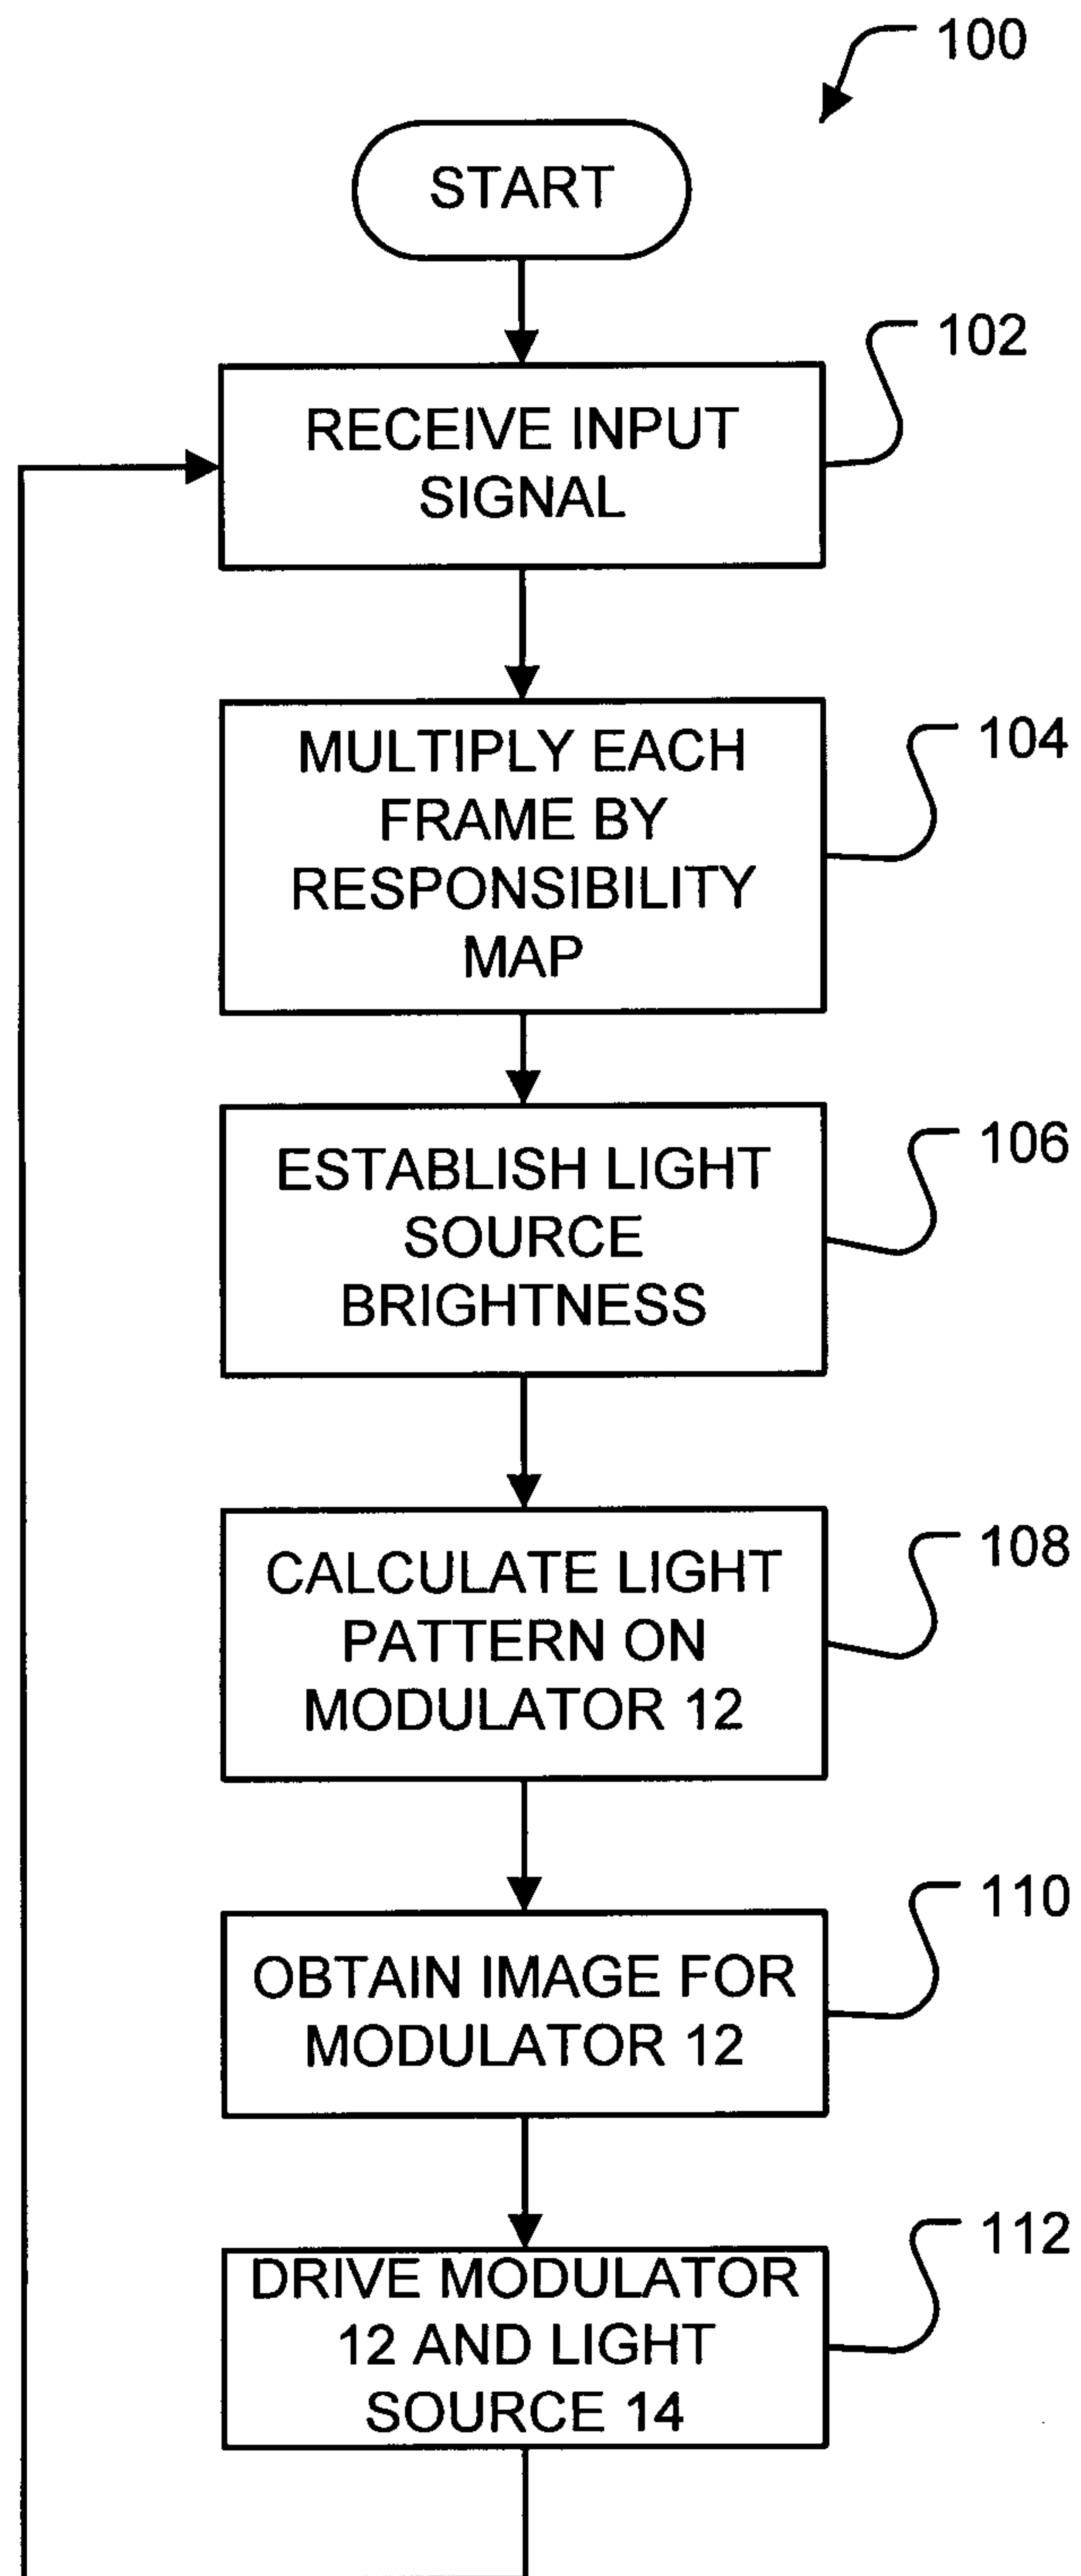 100
START
102
RECEIVE INPUT
SIGNAL
104
MULTIPLY EACH
FRAME BY
RESPONSIBILITY
MAP
106
ESTABLISH LIGHT
SOURCE
BRIGHTNESS
108
CALCULATE LIGHT
PATTERN ON
MODULATOR 12
110
OBTAIN IMAGE FOR
MODULATOR 12
112
DRIVE MODULATOR
12 AND LIGHT
SOURCE 14